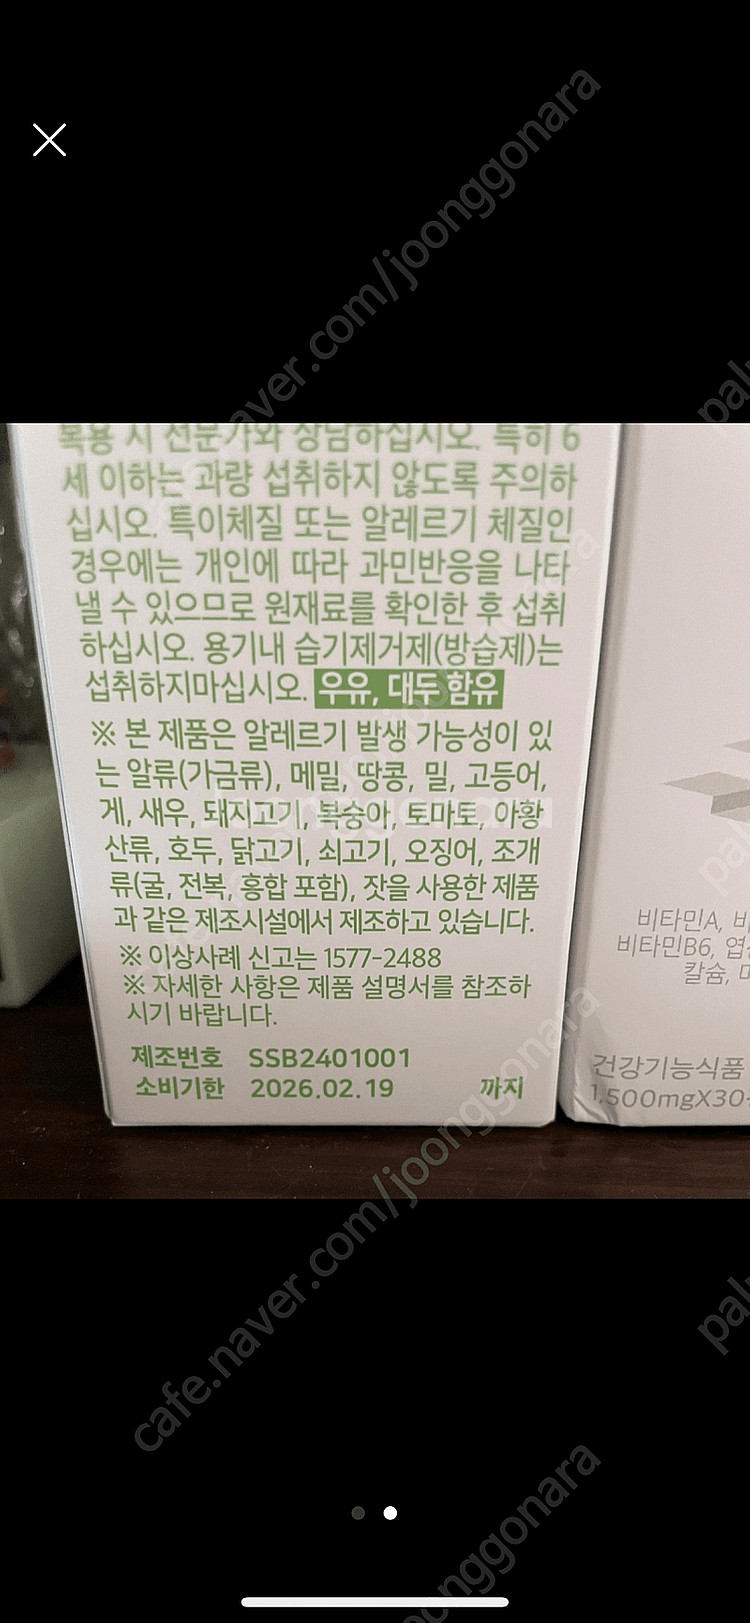 복용 시 전문가와 상담하십시오. 특히 6
세 이하는 과량 섭취하지 않도록 주의하
십시오. 특이체질 또는 알레르기 체질인
경우에는 개인에 따라 과민반응을 나타
낼 수 있으므로 원재료를 확인한 후 섭취
하십시오. 용기내 습기제거제(방습제)는
섭취하지마십시오. 우유, 대두 함유
※ 본 제품은 알레르기 발생 가능성이 있
는 알류(가금류), 메밀, 땅콩, 밀, 고등어,
게, 새우, 돼지고기, 복숭아, 토마토, 아황
산류, 호두, 닭고기, 쇠고기, 오징어, 조개
류(굴, 전복, 홍합 포함), 잣을 사용한 제품
과 같은 제조시설에서 제조하고 있습니다.
※ 이상사례 신고는 1577-2488
※ 자세한 사항은 제품 설명서를 참조하
시기 바랍니다.
제조번호 SSB2401001
소비기한 2026.02.19 까지
비타민A,
비타민B6,
칼슘,
건강기능식품
1,500mgX30
cafe.naver.com/joonggonara
cafe.naver.com/joonggonara